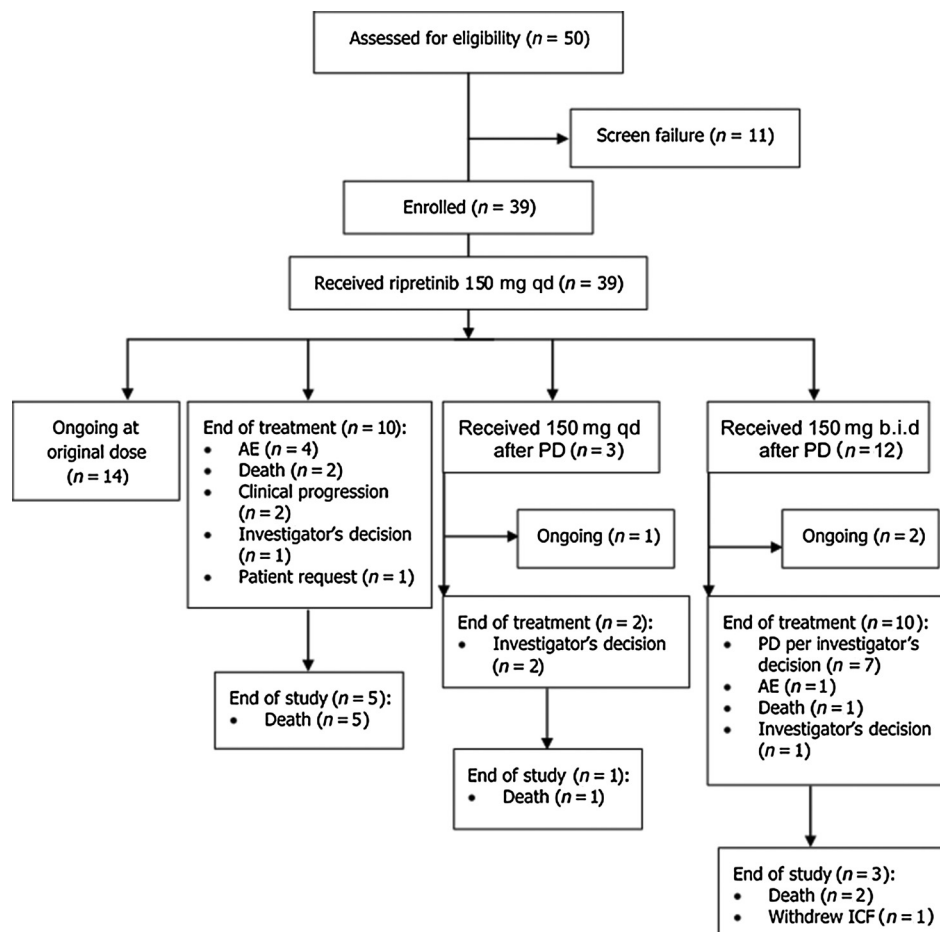 Assessed for eligibility (n = 50)
Screen failure (n = 11)
Enrolled (n = 39)
Received ripretinib 150 mg qd (n = 39)
Ongoing at
original dose
(n = 14)
End of treatment (n = 10):
• AE (n = 4)
• Death (n = 2)
• Clinical progression
(n = 2)
• Investigator's decision
(n = 1)
• Patient request (n = 1)
End of study (n = 5):
• Death (n = 5)
Received 150 mg qd
after PD (n = 3)
Ongoing (n = 1)
End of treatment (n = 2):
• Investigator's decision
(n = 2)
End of study (n = 1):
• Death (n = 1)
Received 150 mg b.i.d
after PD (n = 12)
Ongoing (n = 2)
End of treatment (n = 10):
• PD per investigator's
decision (n = 7)
• AE (n = 1)
• Death (n = 1)
• Investigator's decision
(n = 1)
End of study (n = 3):
• Death (n = 2)
• Withdrew ICF (n = 1)